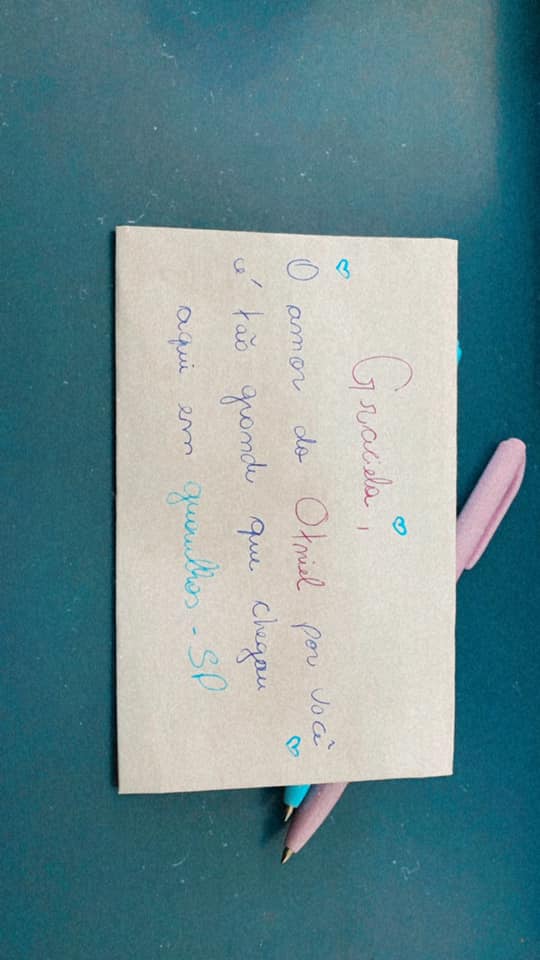 Graciela,
O amor do Otniel por você
é tão grande que chegou
aqui em guarulhos - SP